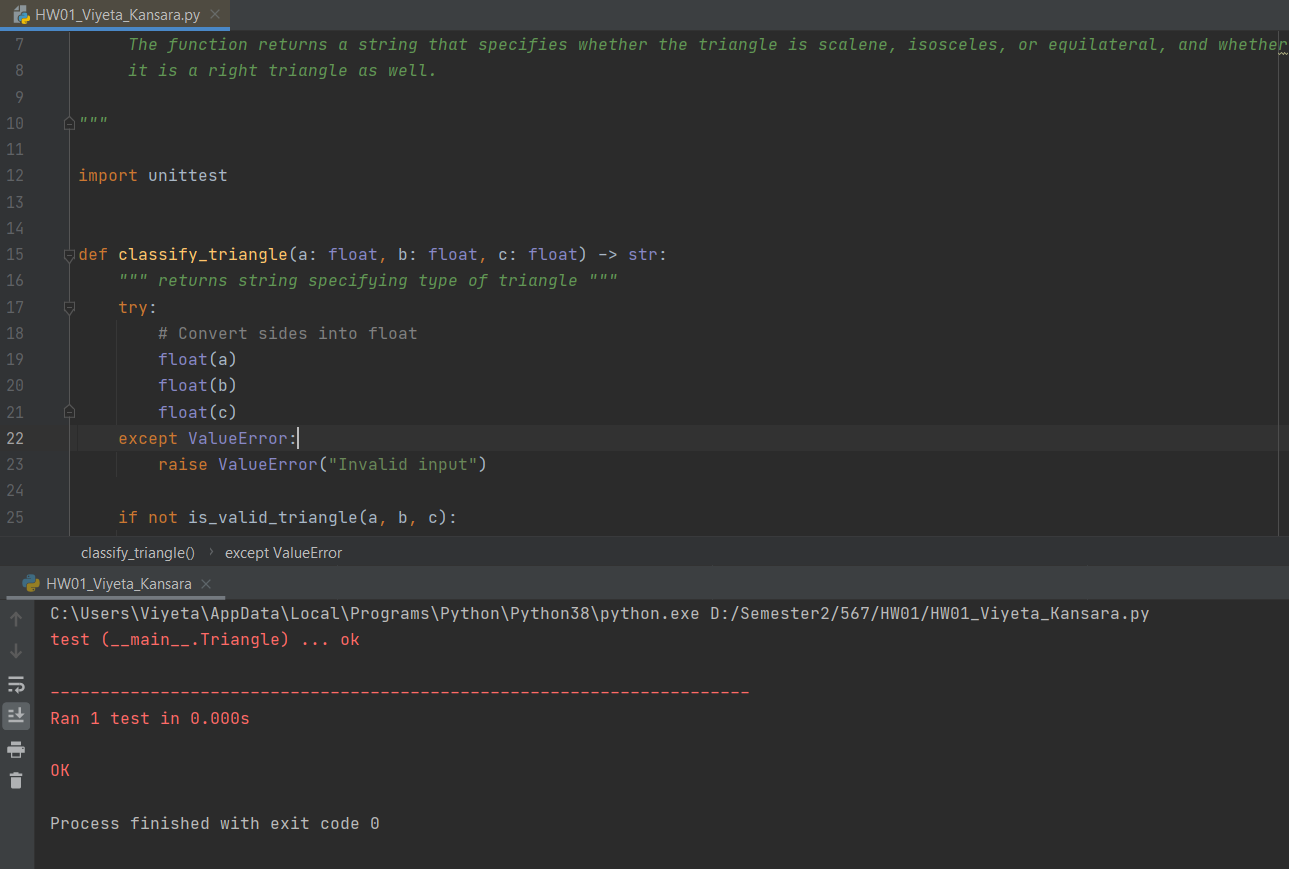 HW01_Viyeta_Kansara.py
7 The function returns a string that specifies whether the triangle is scalene, isosceles, or equilateral, and whether
8 it is a right triangle as well.
9
10 """
11
12 import unittest
13
14
15 def classify_triangle(a: float, b: float, c: float) -> str:
16 """ returns string specifying type of triangle """
17 try:
18 # Convert sides into float
19 float(a)
20 float(b)
21 float(c)
22 except ValueError:
23 raise ValueError("Invalid input")
24
25 if not is_valid_triangle(a, b, c):
classify_triangle() › except ValueError
HW01_Viyeta_Kansara
C:\Users\Viyeta\AppData\Local\Programs\Python\Python38\python.exe D:/Semester2/567/HW01/HW01_Viyeta_Kansara.py
test (__main__.Triangle) ... ok
----------------------------------------------------------------------
Ran 1 test in 0.000s
OK
Process finished with exit code 0